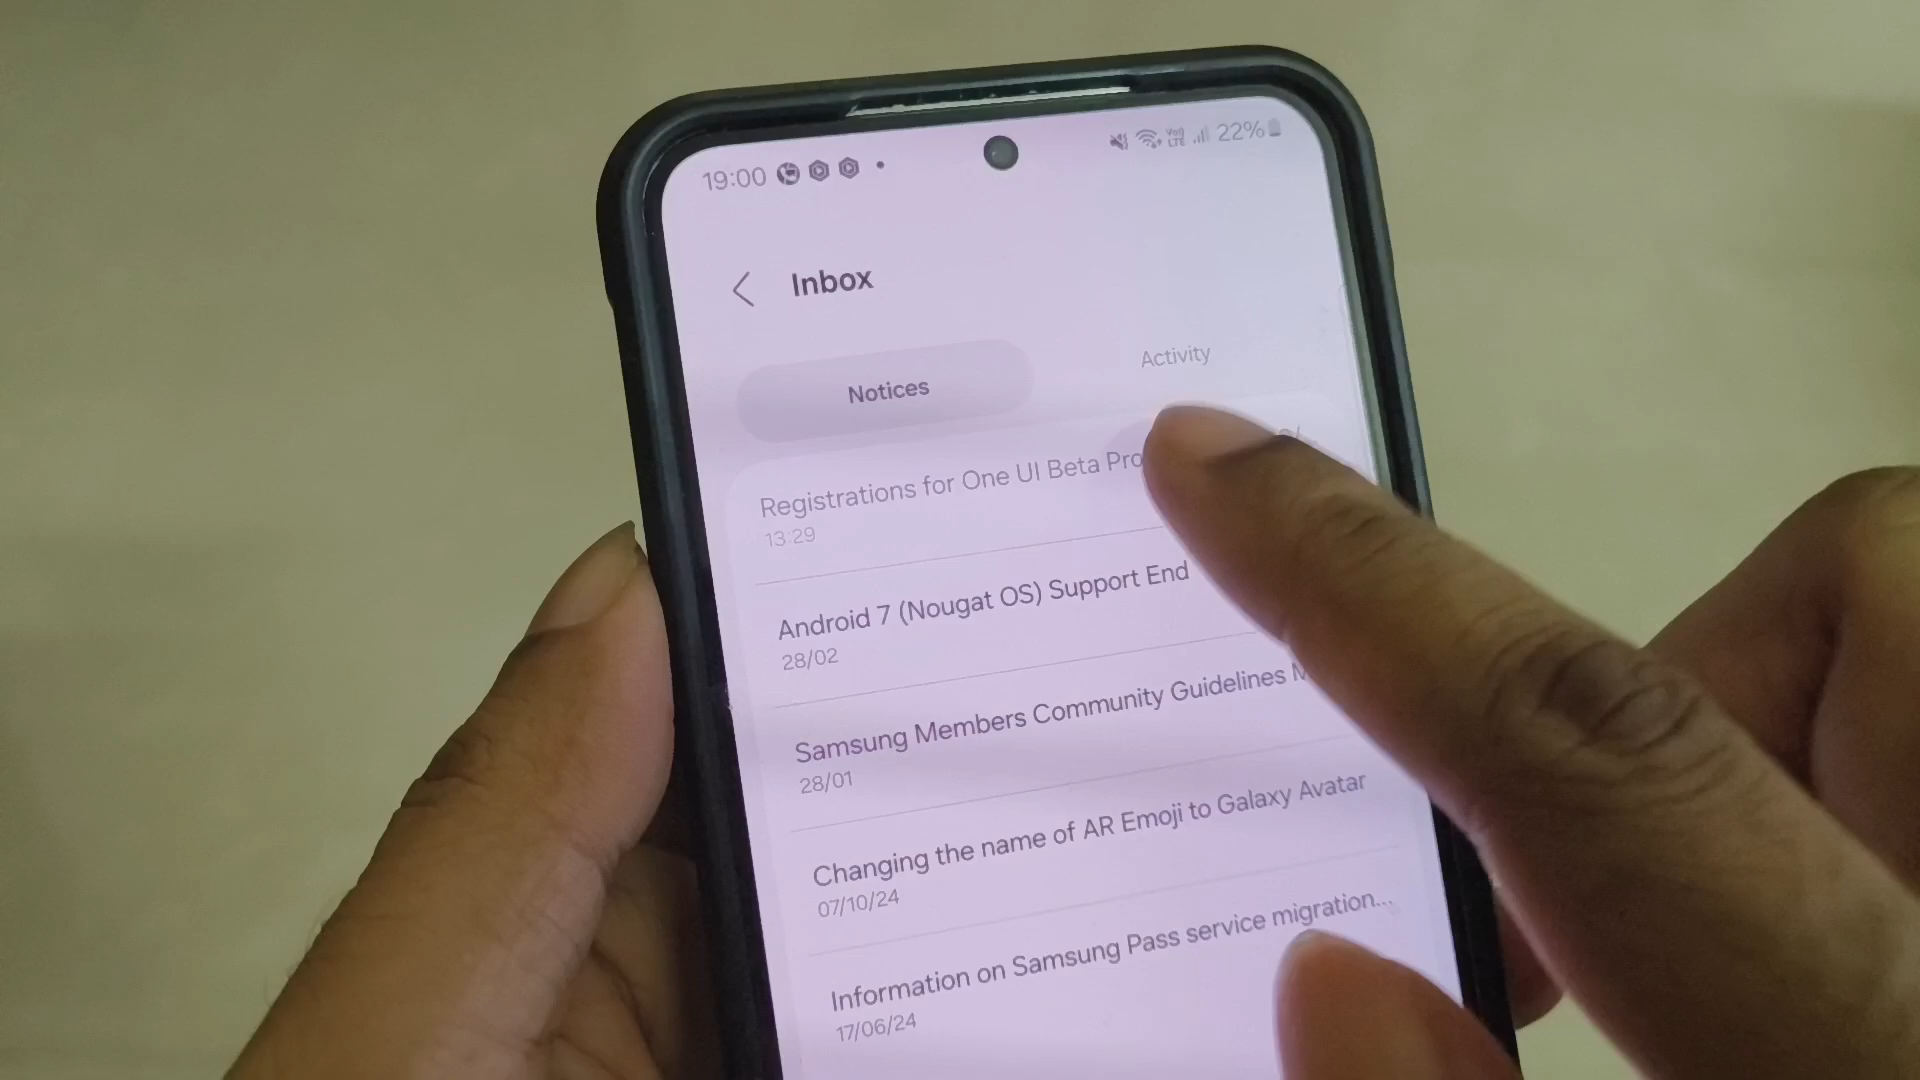 19:00 Vo) LTE 22%
Inbox
Notices
Activity
Registrations for One UI Beta
13:29
Android 7 (Nougat OS) Support End
28/02
Samsung Members Community Guidelines
28/01
Changing the name of AR Emoji to Galaxy Avatar
07/10/24
Information on Samsung Pass service migration...
17/06/24